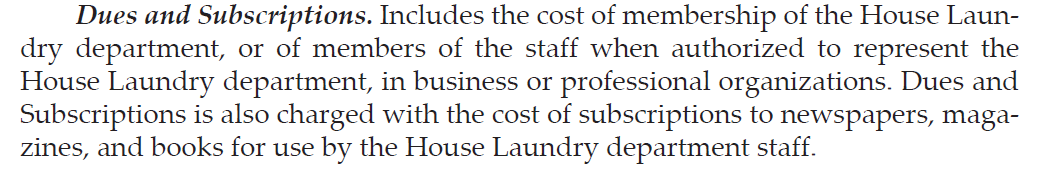 Dues and Subscriptions. Includes the cost of membership of the House Laun-
dry department, or of members of the staff when authorized to represent the
House Laundry department, in business or professional organizations. Dues and
Subscriptions is also charged with the cost of subscriptions to newspapers, maga-
zines, and books for use by the House Laundry department staff.